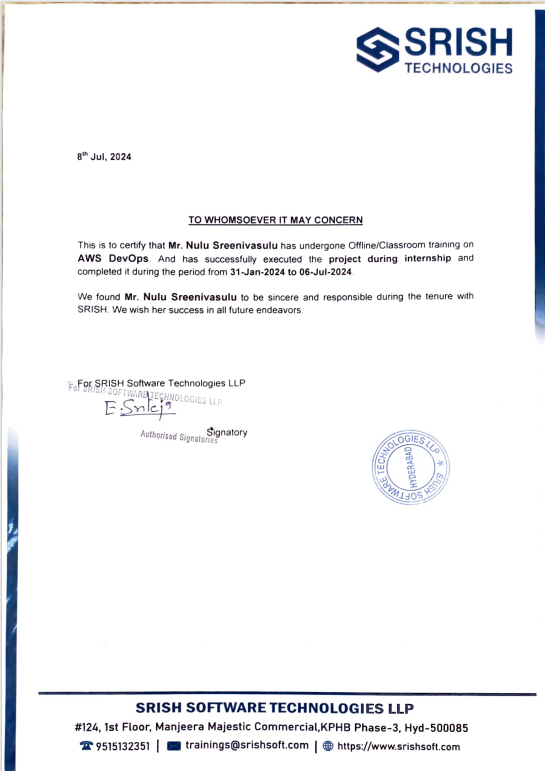 SRISH
TECHNOLOGIES
8th Jul, 2024
TO WHOMSOEVER IT MAY CONCERN
This is to certify that Mr. Nulu Sreenivasulu has undergone Offline/Classroom training on
AWS DevOps. And has successfully executed the project during internship and
completed it during the period from 31-Jan-2024 to 06-Jul-2024.
We found Mr. Nulu Sreenivasulu to be sincere and responsible during the tenure with
SRISH. We wish her success in all future endeavors.
For SRISH Software Technologies LLP
For SRISH SOFTWARE TECHNOLOGIES LLP
Signatory
Authorised Signatories
SRISH SOFTWARE TECHNOLOGIES LLP
HYDERABAD
SRISH SOFTWARE TECHNOLOGIES LLP
#124, 1st Floor, Manjeera Majestic Commercial,KPHB Phase-3, Hyd-500085
9515132351 | trainings@srishsoft.com | https://www.srishsoft.com